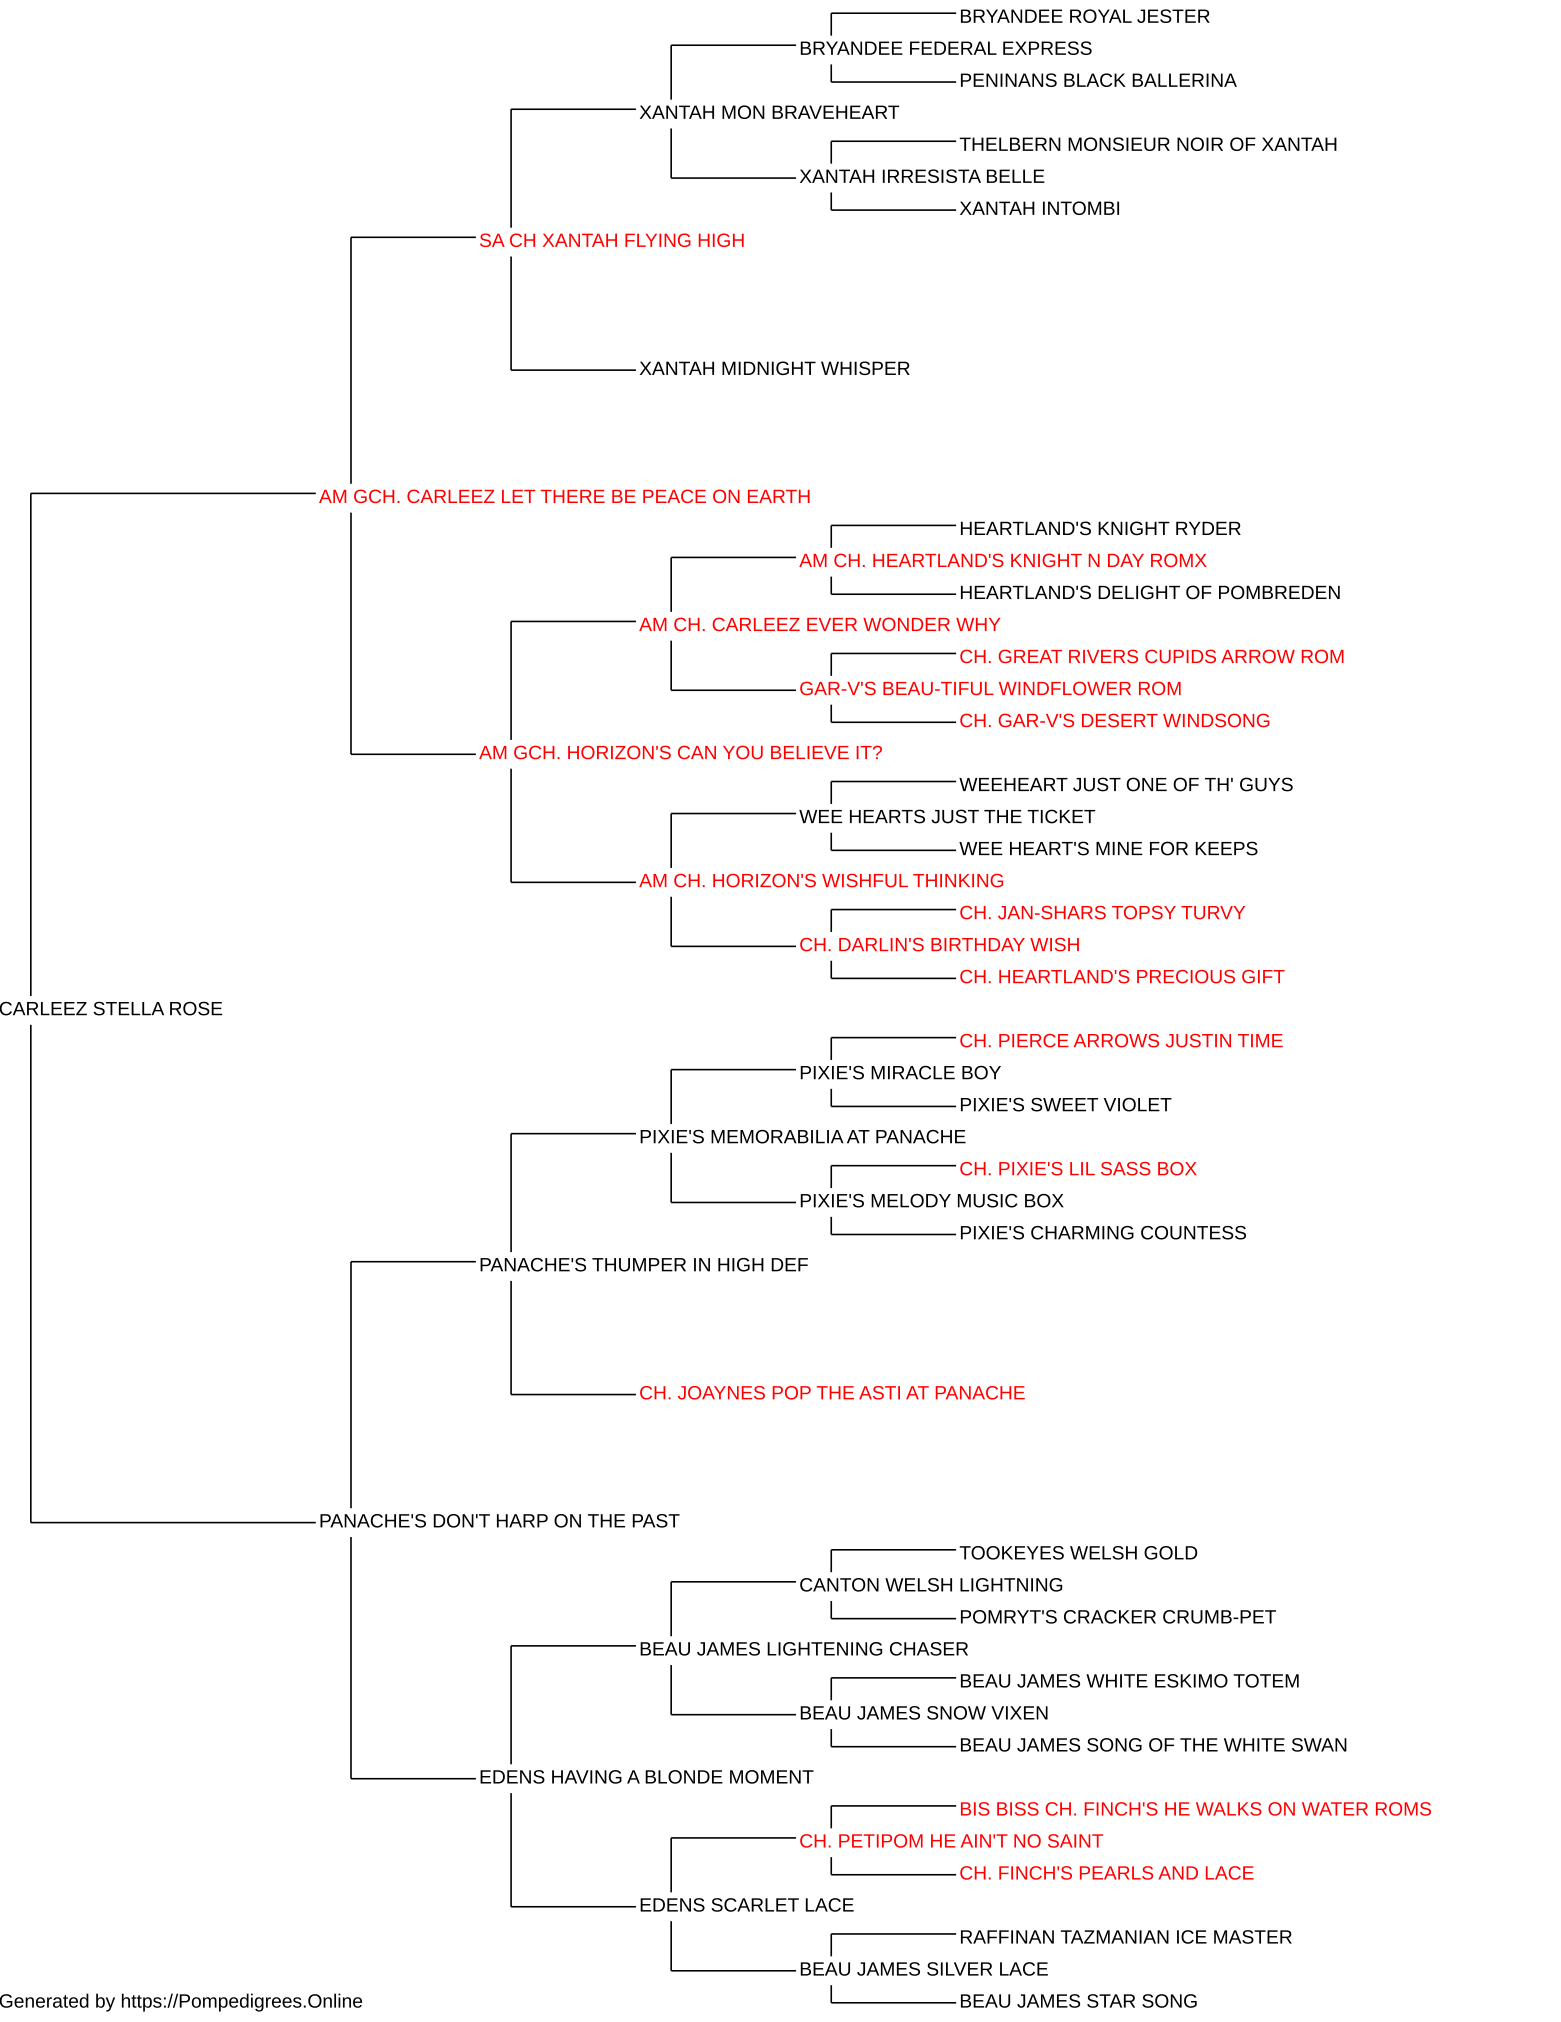 BRYANDEE ROYAL JESTER
BRYANDEE FEDERAL EXPRESS
PENINANS BLACK BALLERINA
XANTAH MON BRAVEHEART
THELBERN MONSIEUR NOIR OF XANTAH
XANTAH IRRESISTA BELLE
XANTAH INTOMBI
SA CH XANTAH FLYING HIGH
XANTAH MIDNIGHT WHISPER
AM GCH. CARLEEZ LET THERE BE PEACE ON EARTH
HEARTLAND'S KNIGHT RYDER
AM CH. HEARTLAND'S KNIGHT N DAY ROMX
HEARTLAND'S DELIGHT OF POMBREDEN
AM CH. CARLEEZ EVER WONDER WHY
CH. GREAT RIVERS CUPIDS ARROW ROM
GAR-V'S BEAU-TIFUL WINDFLOWER ROM
CH. GAR-V'S DESERT WINDSONG
AM GCH. HORIZON'S CAN YOU BELIEVE IT?
WEEHEART JUST ONE OF TH' GUYS
WEE HEARTS JUST THE TICKET
WEE HEART'S MINE FOR KEEPS
AM CH. HORIZON'S WISHFUL THINKING
CH. JAN-SHARS TOPSY TURVY
CH. DARLIN'S BIRTHDAY WISH
CH. HEARTLAND'S PRECIOUS GIFT
CARLEEZ STELLA ROSE
CH. PIERCE ARROWS JUSTIN TIME
PIXIE'S MIRACLE BOY
PIXIE'S SWEET VIOLET
PIXIE'S MEMORABILIA AT PANACHE
CH. PIXIE'S LIL SASS BOX
PIXIE'S MELODY MUSIC BOX
PIXIE'S CHARMING COUNTESS
PANACHE'S THUMPER IN HIGH DEF
CH. JOAYNES POP THE ASTI AT PANACHE
PANACHE'S DON'T HARP ON THE PAST
TOOKEYES WELSH GOLD
CANTON WELSH LIGHTNING
POMRYT'S CRACKER CRUMB-PET
BEAU JAMES LIGHTENING CHASER
BEAU JAMES WHITE ESKIMO TOTEM
BEAU JAMES SNOW VIXEN
BEAU JAMES SONG OF THE WHITE SWAN
EDENS HAVING A BLONDE MOMENT
BIS BISS CH. FINCH'S HE WALKS ON WATER ROMS
CH. PETIPOM HE AIN'T NO SAINT
CH. FINCH'S PEARLS AND LACE
EDENS SCARLET LACE
RAFFINAN TAZMANIAN ICE MASTER
BEAU JAMES SILVER LACE
BEAU JAMES STAR SONG
Generated by https://Pompedigrees.Online